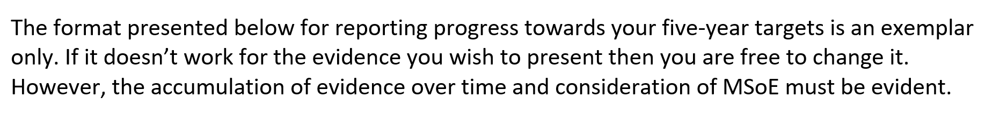 The format presented below for reporting progress towards your five-year targets is an exemplar
only. If it doesn’t work for the evidence you wish to present then you are free to change it.
However, the accumulation of evidence over time and consideration of MSoE must be evident.